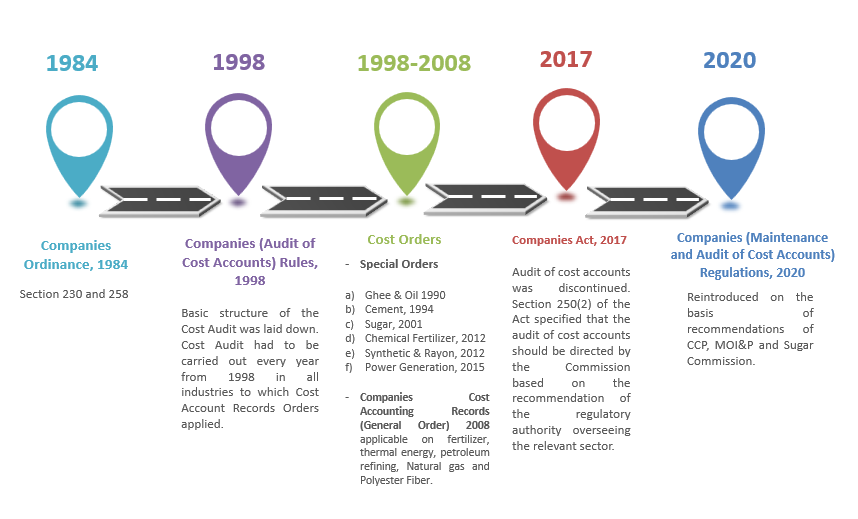 1984
Companies
Ordinance, 1984
Section 230 and 258
1998
Companies (Audit of
Cost Accounts) Rules,
1998
Basic structure of the
Cost Audit was laid down.
Cost Audit had to be
carried out every year
from 1998 in all
industries to which Cost
Account Records Orders
applied.
1998-2008
Cost Orders
- Special Orders
a) Ghee & Oil 1990
b) Cement, 1994
c) Sugar, 2001
d) Chemical Fertilizer, 2012
e) Synthetic & Rayon, 2012
f) Power Generation, 2015
- Companies Cost
Accounting Records
(General Order) 2008
applicable on fertilizer,
thermal energy, petroleum
refining, Natural gas and
Polyester Fiber.
2017
Companies Act, 2017
Audit of cost accounts
was discontinued.
Section 250(2) of the
Act specified that the
audit of cost accounts
should be directed by
the Commission
based on the
recommendation of
the regulatory
authority overseeing
the relevant sector.
2020
Companies (Maintenance
and Audit of Cost Accounts)
Regulations, 2020
Reintroduced on the
basis of
recommendations of
CCP, MOI&P and Sugar
Commission.